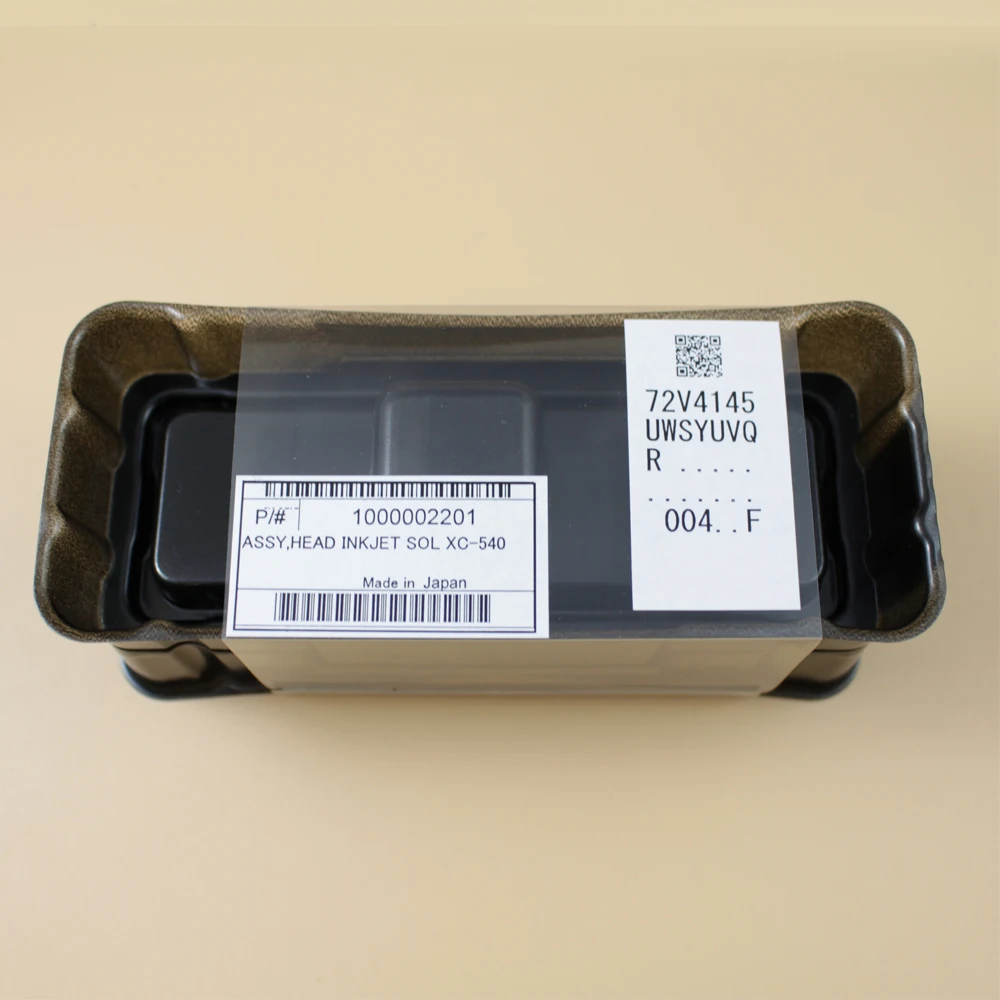 P/# 1000002201
ASSY,HEAD INKJET SOL XC-540
Made in Japan
72V4145
UWSYUVQ
R .....
.......
004..F